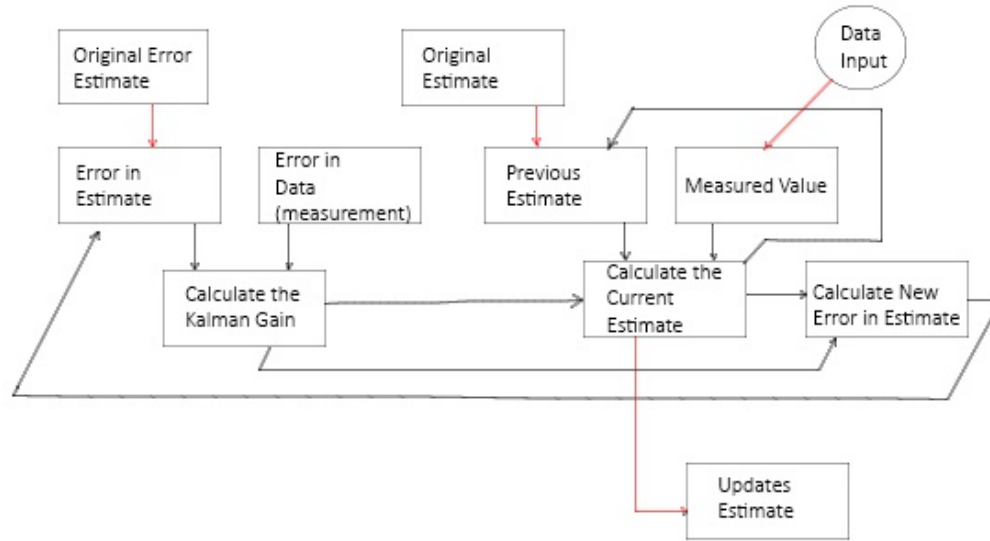 Original Error
Estimate
Original
Estimate
Data
Input
Error in
Estimate
Error in
Data
(measurement)
Previous
Estimate
Measured Value
Calculate the
Kalman Gain
Calculate the
Current
Estimate
Calculate New
Error in Estimate
Updates
Estimate